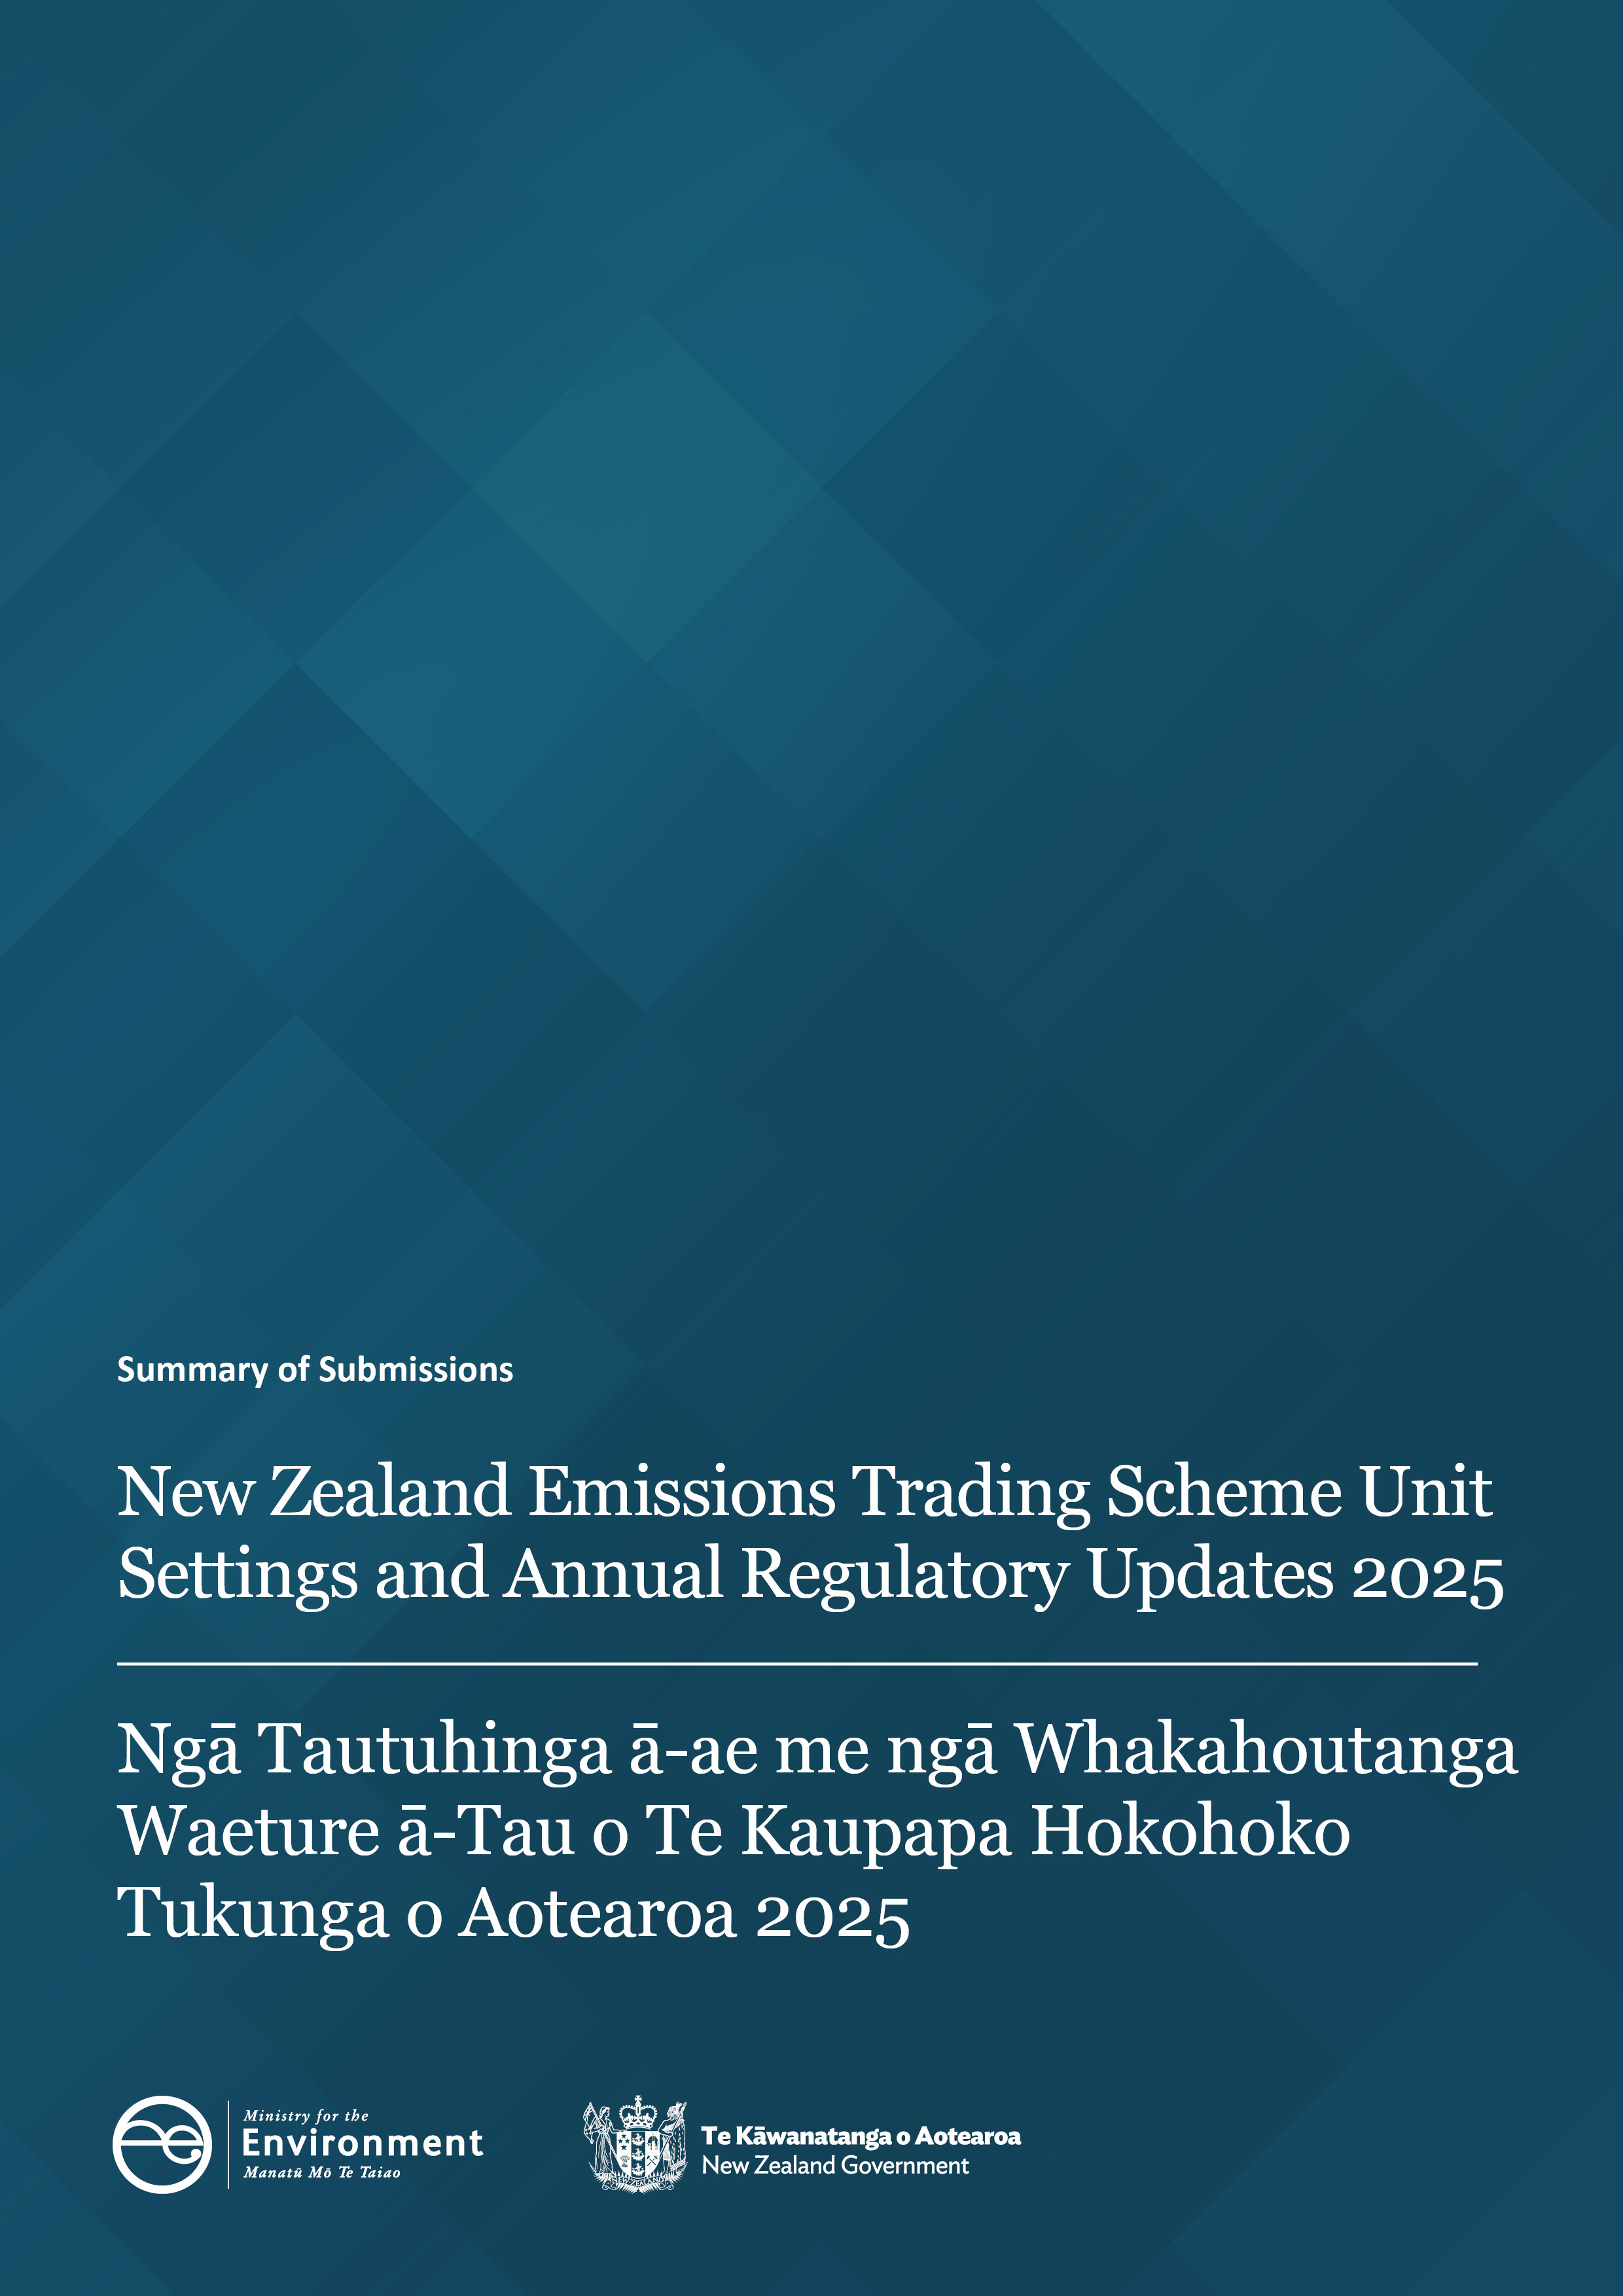 Summary of Submissions
New Zealand Emissions Trading Scheme Unit
Settings and Annual Regulatory Updates 2025
Ngā Tautuhinga ā-ae me ngā Whakahoutanga
Waeture ā-Tau o Te Kaupapa Hokohoko
Tukunga o Aotearoa 2025
Ministry for the
Environment
Manatū Mō Te Taiao
Te Kāwanatanga o Aotearoa
New Zealand Government